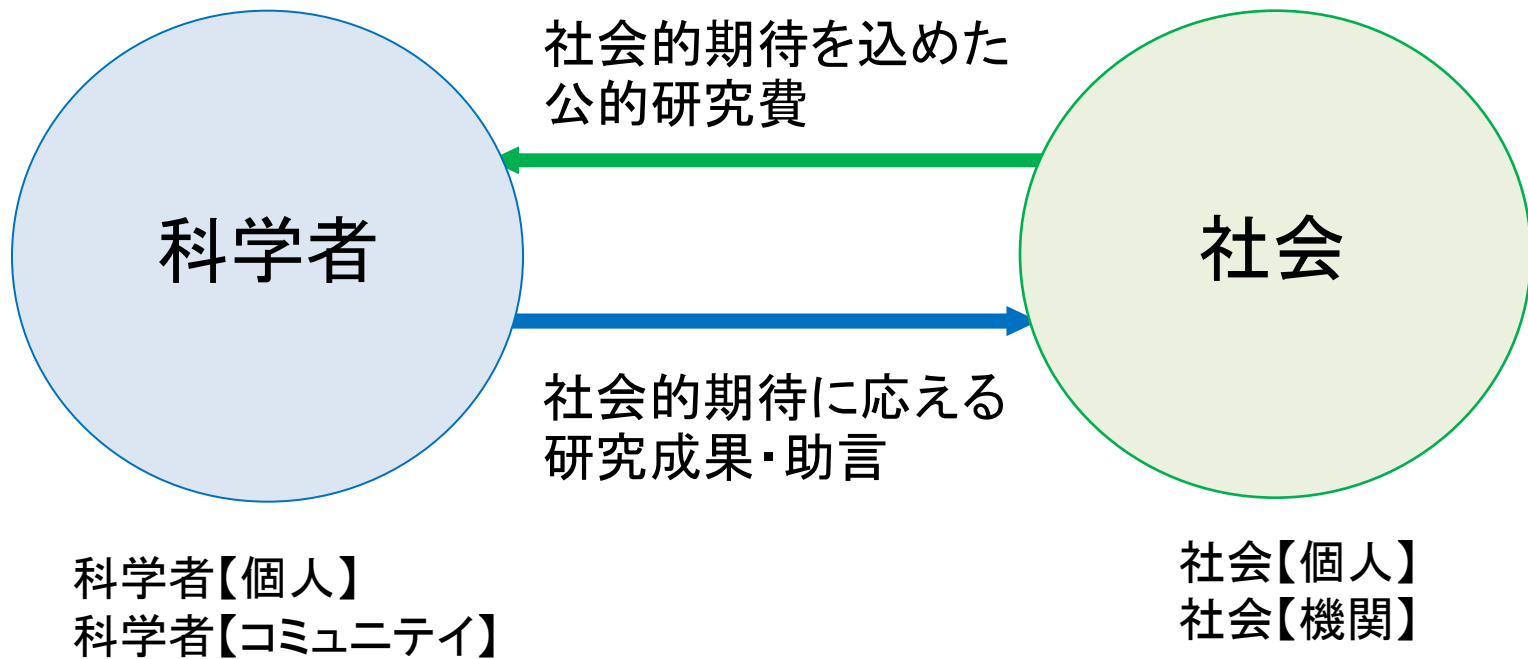 社会的期待を込めた
公的研究費
科学者
社会
社会的期待に応える
研究成果・助言
科学者【個人】
科学者【コミュニテイ】
社会【個人】
社会【機関】